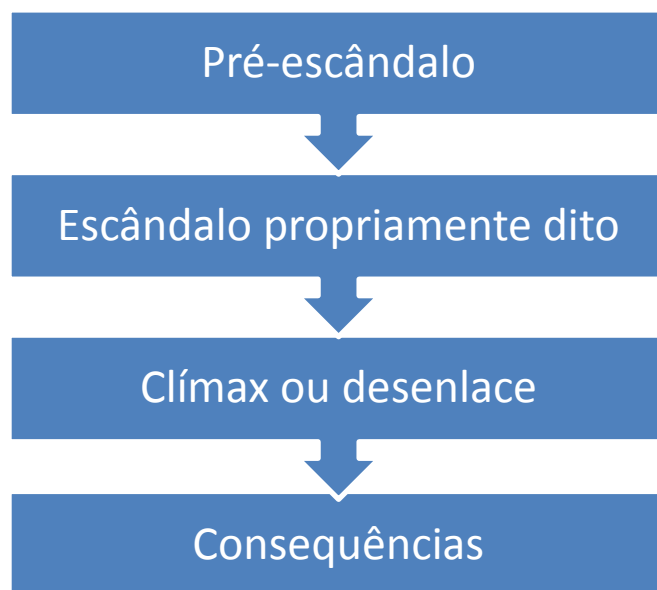 Pré-escândalo
Escândalo propriamente dito
Clímax ou desenlace
Consequências